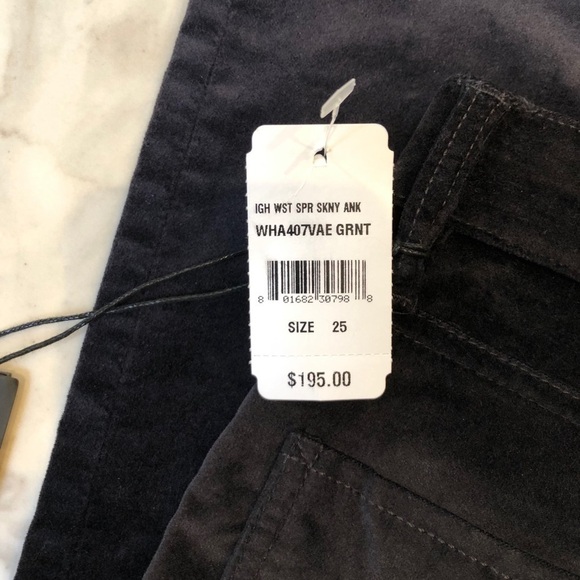 IGH WST SPR SKNY ANK
WHA407VAE GRNT
8 01682 30798 8
SIZE 25
$195.00